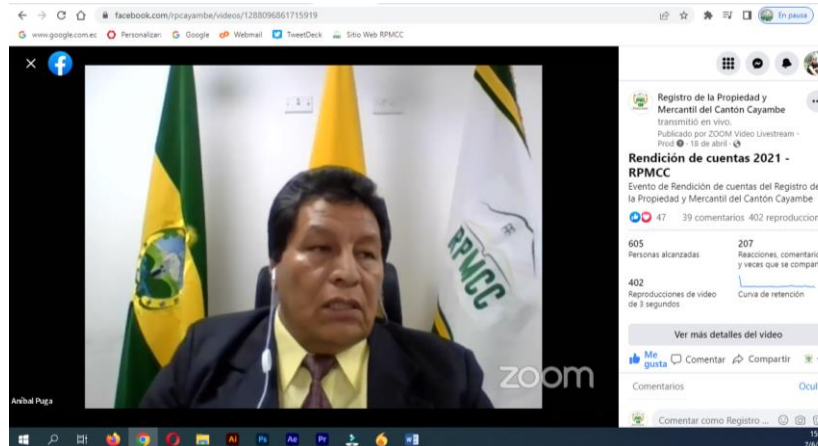 facebook.com/rpcayambe/videos/1288096861715919
En pausa
www.google.com.ec Personalizar: Google Webmail TweetDeck Sitio Web RPMCC
RPMCC
zoom
Aníbal Puga
Registro de la Propiedad y
Mercantil del Cantón Cayambe
transmitió en vivo.
Publicado por ZOOM Video Livestream -
Prod · 18 de abril ·
Rendición de cuentas 2021 -
RPMCC
Evento de Rendición de cuentas del Registro de
la Propiedad y Mercantil del Cantón Cayambe
47 39 comentarios 402 reproduccion
605 207
Personas alcanzadas Reacciones, comentario
y veces que se compar
402
Reproducciones de video Curva de retención
de 3 segundos
Ver más detalles del video
Me gusta Comentar Compartir
Comentarios Ocul
Comentar como Registro ...
Ai Ps Ae Pr